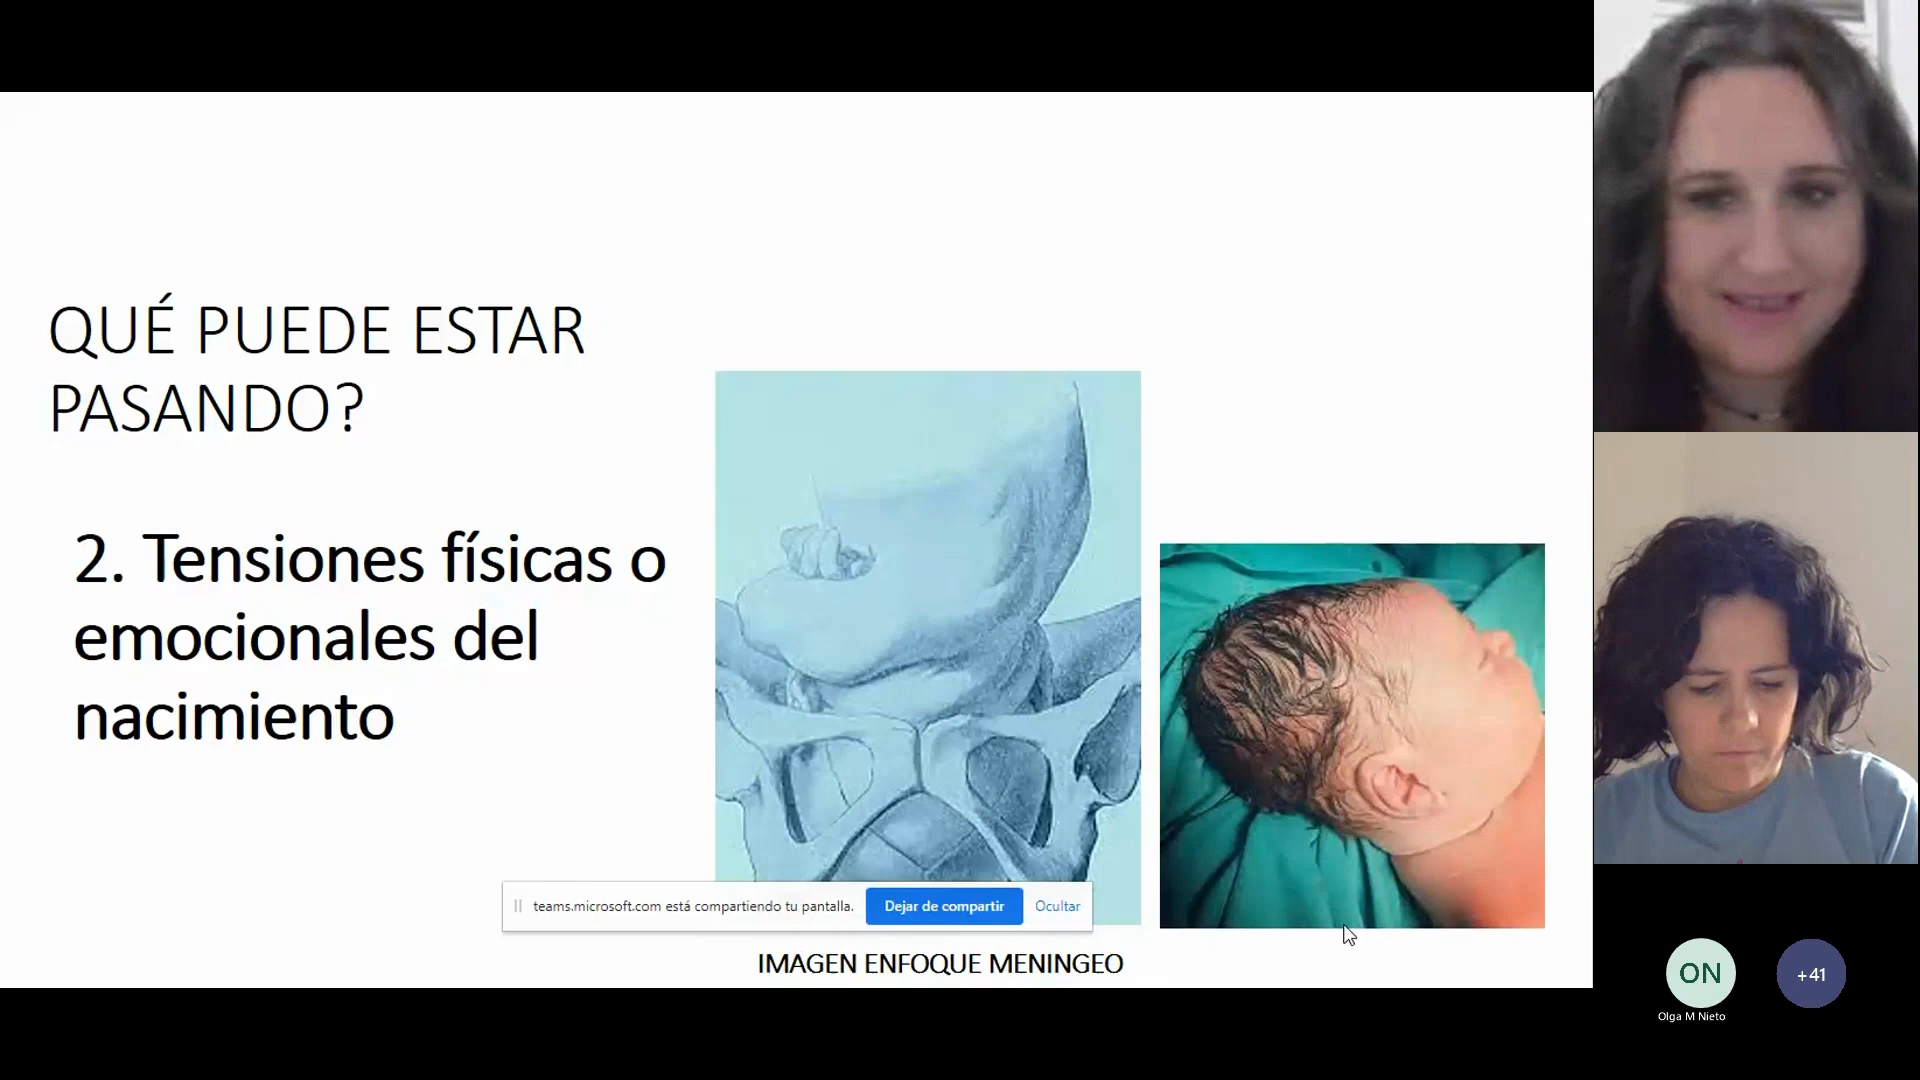 QUÉ PUEDE ESTAR
PASANDO?
2. Tensiones físicas o
emocionales del
nacimiento
teams.microsoft.com está compartiendo tu pantalla.
Dejar de compartir
Ocultar
IMAGEN ENFOQUE MENINGEO
ON
+41
Olga M Nieto